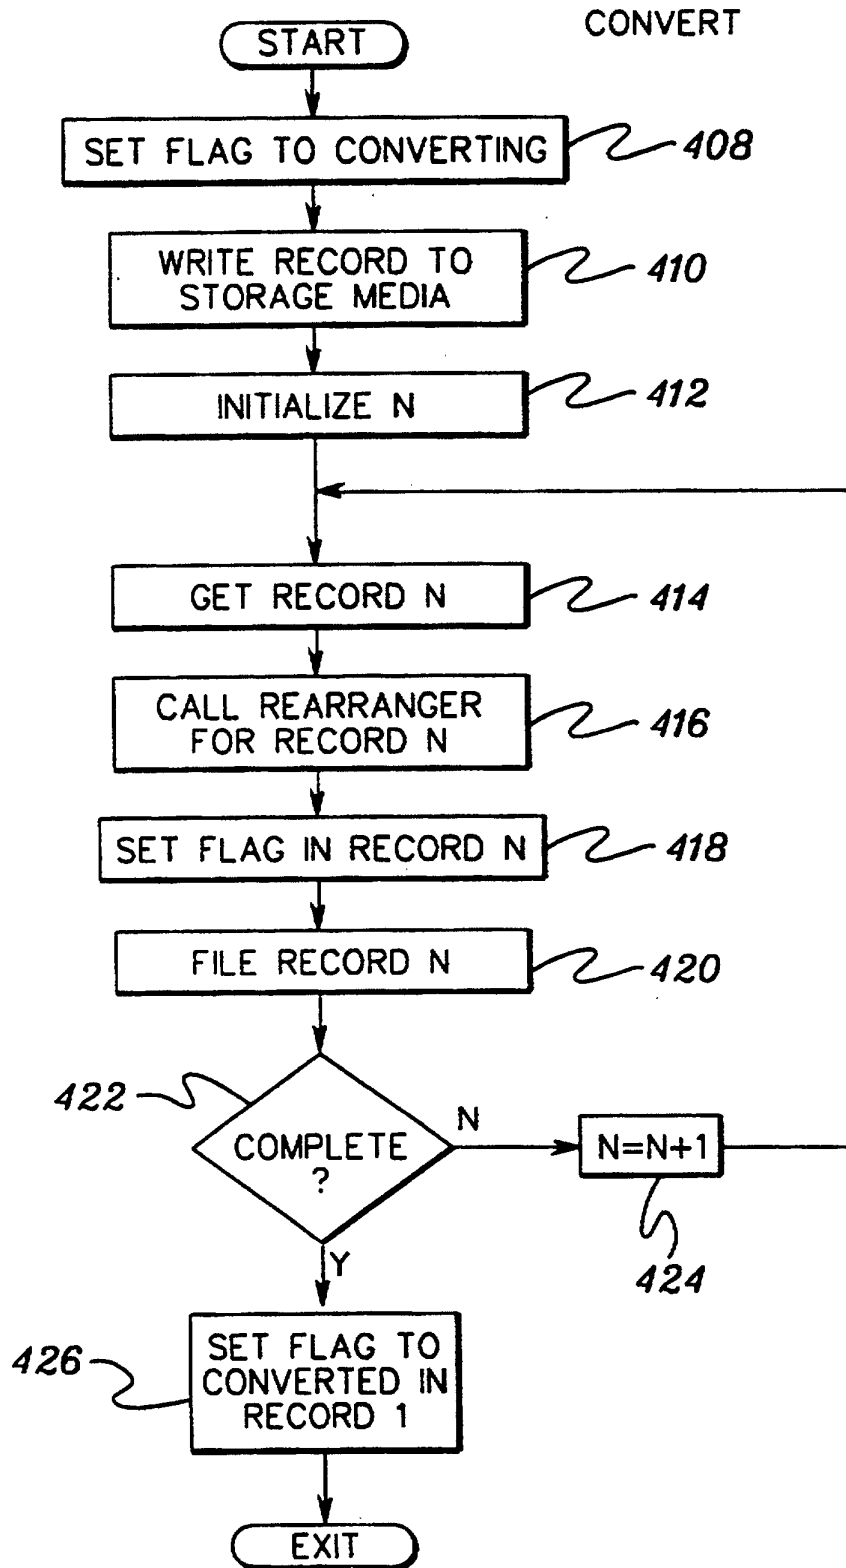 CONVERT
START
SET FLAG TO CONVERTING
408
WRITE RECORD TO
STORAGE MEDIA
410
INITIALIZE N
412
GET RECORD N
414
CALL REARRANGER
FOR RECORD N
416
SET FLAG IN RECORD N
418
FILE RECORD N
420
422
COMPLETE
?
N
N=N+1
424
Y
426
SET FLAG TO
CONVERTED IN
RECORD 1
EXIT